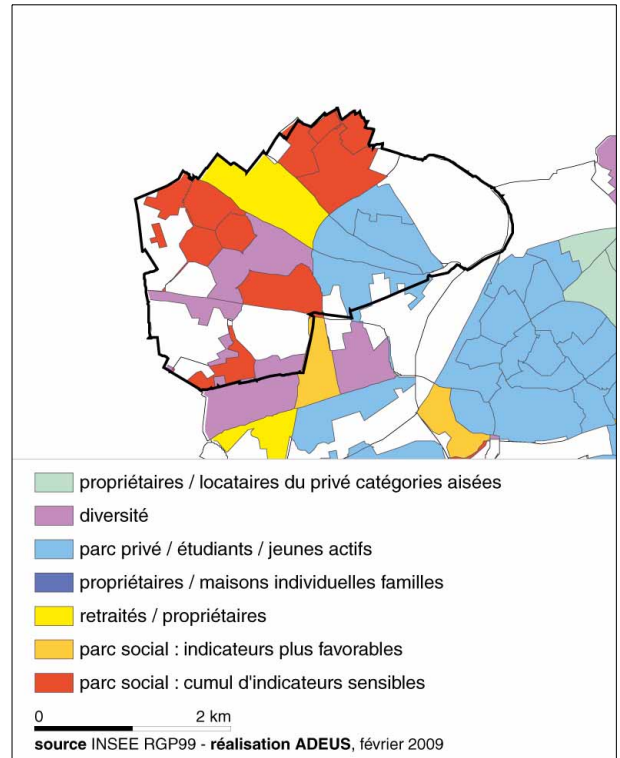 propriétaires / locataires du privé catégories aisées
diversité
parc privé / étudiants / jeunes actifs
propriétaires / maisons individuelles familles
retraités / propriétaires
parc social : indicateurs plus favorables
parc social : cumul d'indicateurs sensibles
0 2 km
source INSEE RGP99 - réalisation ADEUS, février 2009